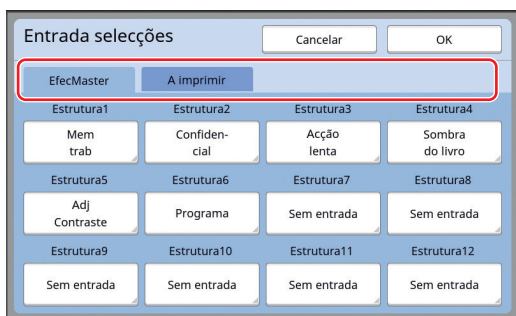 Entrada selecções Cancelar OK
EfecMaster A imprimir
Estrutura1 Estrutura2 Estrutura3 Estrutura4
Mem Confiden- Acção Sombra
trab cial lenta do livro
Estrutura5 Estrutura6 Estrutura7 Estrutura8
Adj
Contraste Programa Sem entrada Sem entrada
Estrutura9 Estrutura10 Estrutura11 Estrutura12
Sem entrada Sem entrada Sem entrada Sem entrada